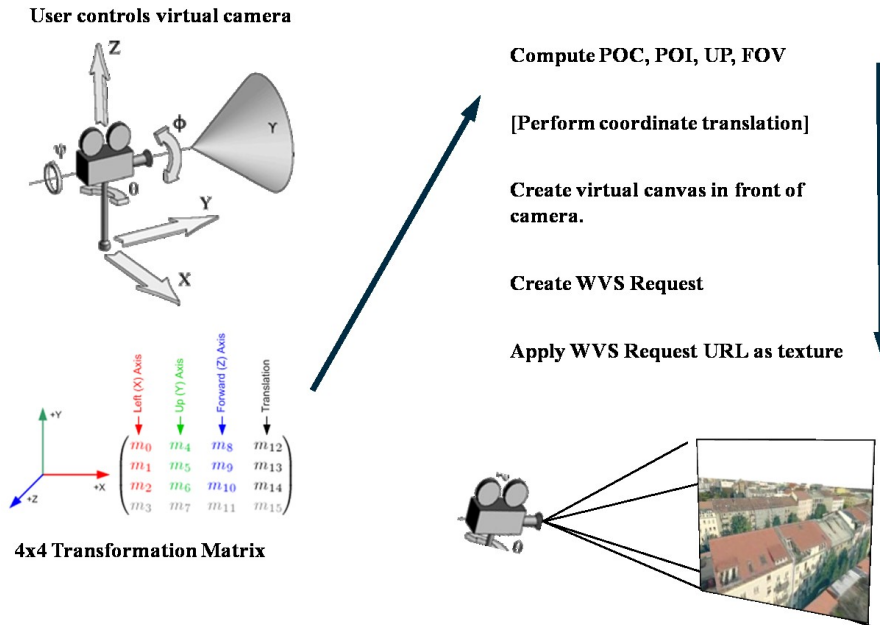 User controls virtual camera
Z
Ψ
ϕ
θ
Υ
Y
X
Left (X) Axis
Up (Y) Axis
Forward (Z) Axis
Translation
+Y
+X
+Z
m0 m4 m8 m12
m1 m5 m9 m13
m2 m6 m10 m14
m3 m7 m11 m15
4x4 Transformation Matrix
Compute POC, POI, UP, FOV
[Perform coordinate translation]
Create virtual canvas in front of
camera.
Create WVS Request
Apply WVS Request URL as texture
θ